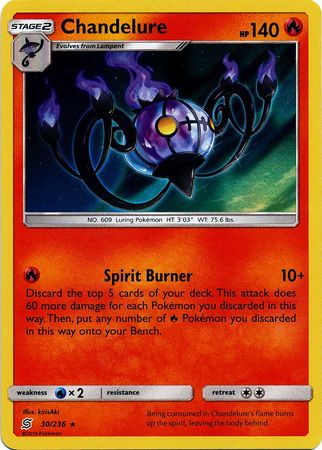 STAGE 2 Chandelure HP 140
Evolves from Lampent
NO. 609 Luring Pokémon HT: 3'03" WT: 75.6 lbs.
Spirit Burner 10+
Discard the top 5 cards of your deck. This attack does
60 more damage for each Pokémon you discarded in
this way. Then, put any number of Pokémon you discarded
in this way onto your Bench.
weakness ×2 resistance retreat
Illus. kirisAki
30/236
©2019 Pokémon
Being consumed in Chandelure's flame burns
up the spirit, leaving the body behind.